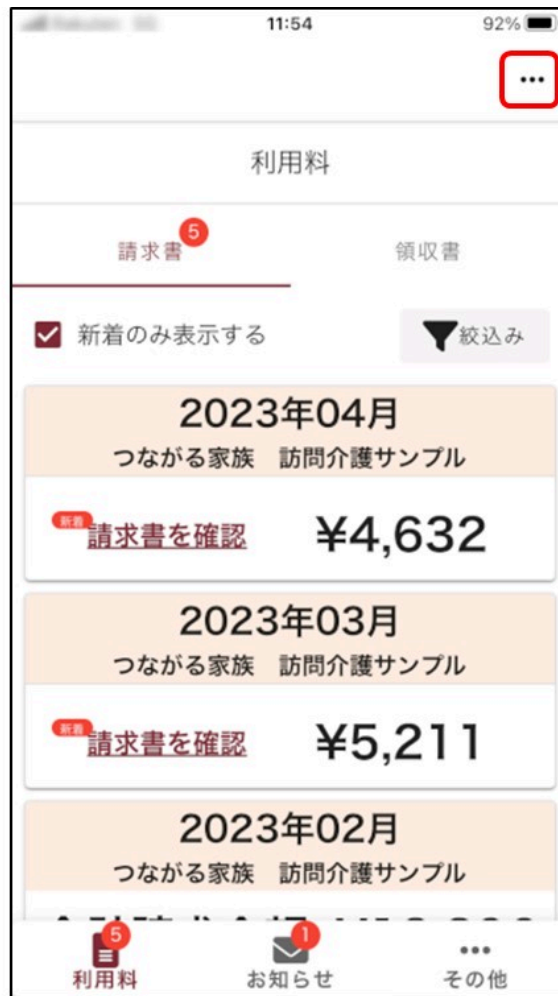 11:54 92%
•••
利用料
請求書 5 領収書
新着のみ表示する 絞込み
2023年04月
つながる家族 訪問介護サンプル
新着 請求書を確認 ¥4,632
2023年03月
つながる家族 訪問介護サンプル
新着 請求書を確認 ¥5,211
2023年02月
つながる家族 訪問介護サンプル
5 1 •••
利用料 お知らせ その他